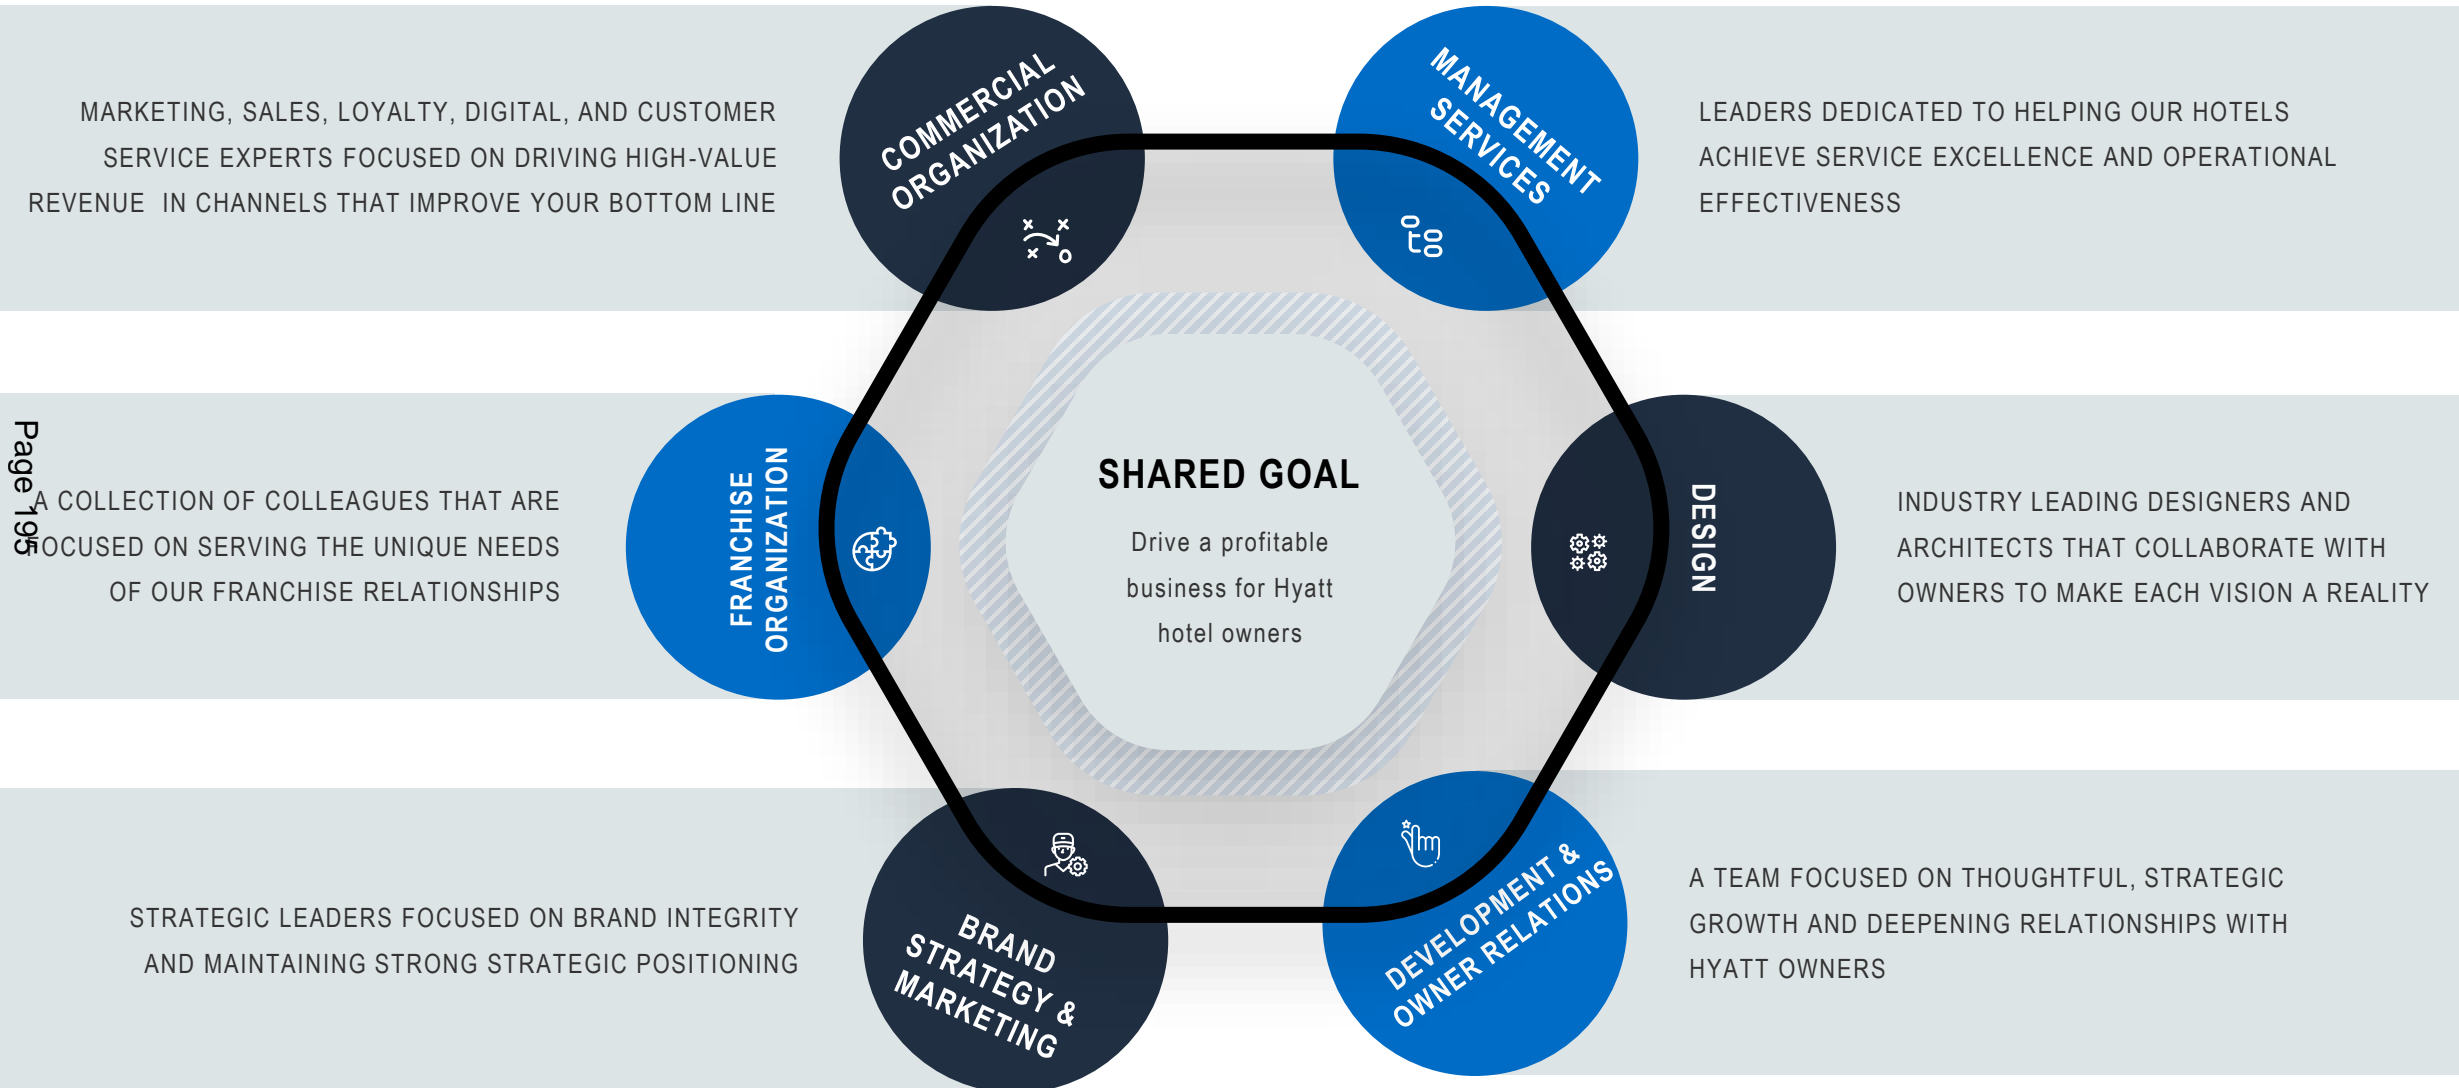 COMMERCIAL
ORGANIZATION
MARKETING, SALES, LOYALTY, DIGITAL, AND CUSTOMER
SERVICE EXPERTS FOCUSED ON DRIVING HIGH-VALUE
REVENUE IN CHANNELS THAT IMPROVE YOUR BOTTOM LINE
MANAGEMENT
SERVICES
LEADERS DEDICATED TO HELPING OUR HOTELS
ACHIEVE SERVICE EXCELLENCE AND OPERATIONAL
EFFECTIVENESS
Page 195
A COLLECTION OF COLLEAGUES THAT ARE
FOCUSED ON SERVING THE UNIQUE NEEDS
OF OUR FRANCHISE RELATIONSHIPS
FRANCHISE
ORGANIZATION
SHARED GOAL
Drive a profitable
business for Hyatt
hotel owners
DESIGN
INDUSTRY LEADING DESIGNERS AND
ARCHITECTS THAT COLLABORATE WITH
OWNERS TO MAKE EACH VISION A REALITY
STRATEGIC LEADERS FOCUSED ON BRAND INTEGRITY
AND MAINTAINING STRONG STRATEGIC POSITIONING
BRAND
STRATEGY &
MARKETING
DEVELOPMENT &
OWNER RELATIONS
A TEAM FOCUSED ON THOUGHTFUL, STRATEGIC
GROWTH AND DEEPENING RELATIONSHIPS WITH
HYATT OWNERS